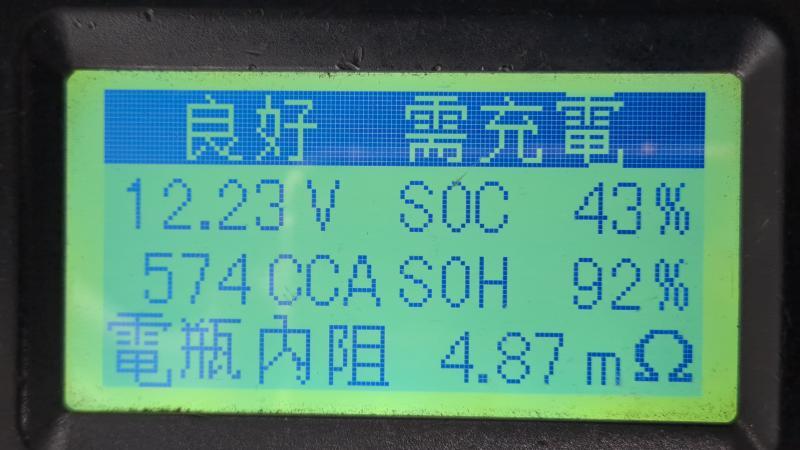 良好 需充電
12.23V SOC 43%
574CCA SOH 92%
電瓶內阻 4.87mΩ